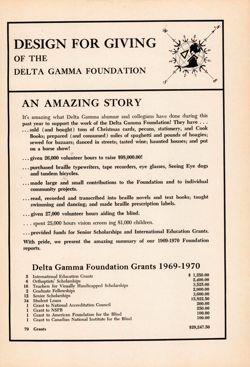 DESIGN FOR GIVING
OF THE
DELTA GAMMA FOUNDATION
AN AMAZING STORY
It's amazing what Delta Gamma alumnae and collegians have done during this
past year to support the work of the Delta Gamma Foundation! They have . . .
. . . sold (and bought) tons of Christmas cards, pecans, stationery, and Cook
Books; prepared (and consumed) miles of spaghetti and pounds of hoagies;
sewed for bazaars; danced in streets; tasted wine; haunted houses; and put
on a horse show!
. . . given 26,000 volunteer hours to raise $98,000.00!
. . . purchased braille typewriters, tape recorders, eye glasses, Seeing Eye dogs
and tandem bicycles.
. . . made large and small contributions to the Foundation and to individual
community projects.
. . . read, recorded and transcribed into braille novels and text books; taught
swimming and dancing; and made braille prescription labels.
. . . given 27,000 volunteer hours aiding the blind.
. . . spent 25,000 hours vision screening 81,000 children.
. . . provided funds for Senior Scholarships and International Education Grants.
With pride, we present the amazing summary of our 1969-1970 Foundation
reports.
Delta Gamma Foundation Grants 1969-1970
International Education Grants
Orthoptists' Scholarships
Teachers for Visually Handicapped Scholarships
2 Graduate Fellowships
12 Senior Scholarships
Student Loans
1 Grant to National Accreditation Council
1 Grant to NSPB
1 Grant to American Foundation for the Blind
1 Grant to Canadian National Institute for the Blind
79 Grants $29,247.50